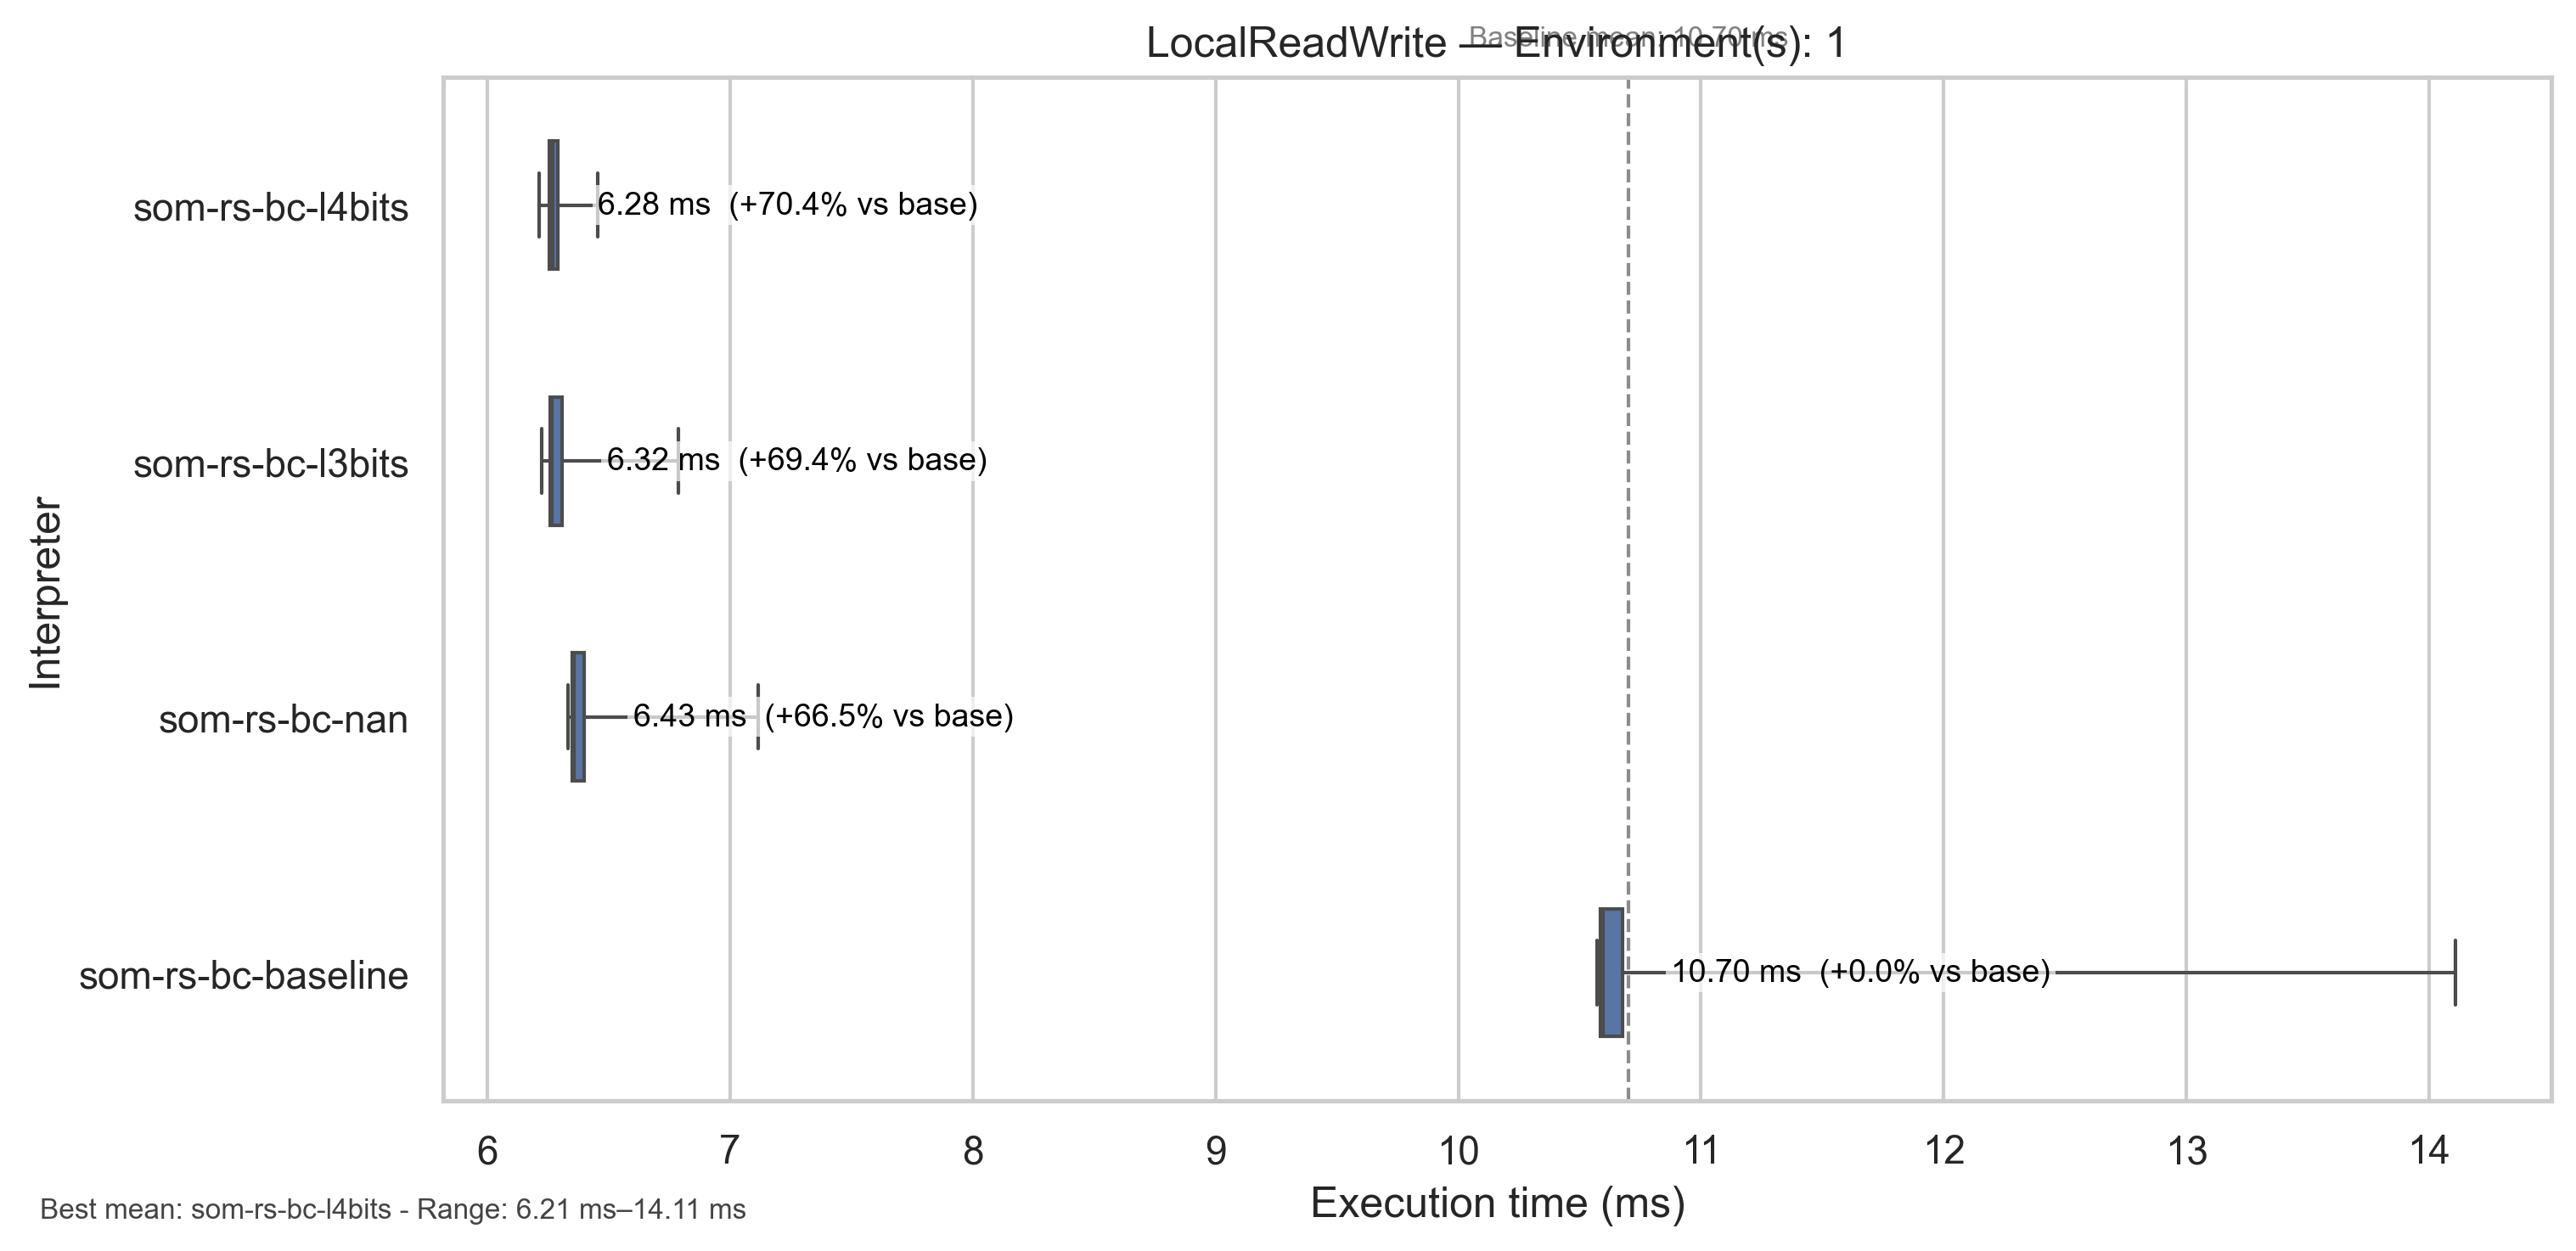 Baseline mean: 10.70 ms
LocalReadWrite — Environment(s): 1
som-rs-bc-l4bits
6.28 ms (+70.4% vs base)
som-rs-bc-l3bits
6.32 ms (+69.4% vs base)
Interpreter
som-rs-bc-nan
6.43 ms (+66.5% vs base)
som-rs-bc-baseline
10.70 ms (+0.0% vs base)
6 7 8 9 10 11 12 13 14
Execution time (ms)
Best mean: som-rs-bc-l4bits - Range: 6.21 ms–14.11 ms